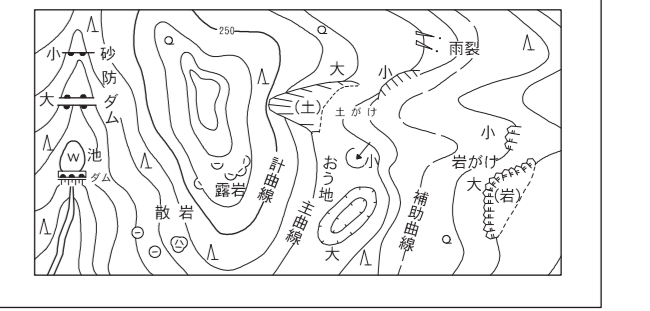 250
小 砂防ダム
大
雨裂
大
小
(土)
土がけ
小
岩がけ
大
(岩)
W 池
ダム
おう地
小
大
計曲線
主曲線
補助曲線
露岩
散岩